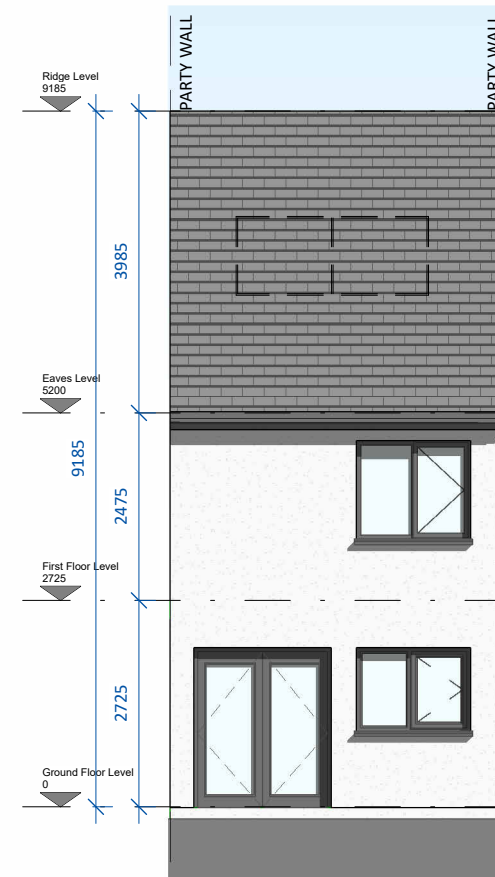 PARTY WALL
PARTY WALL
Ridge Level
9185
3985
Eaves Level
5200
9185
2475
First Floor Level
2725
2725
Ground Floor Level
0